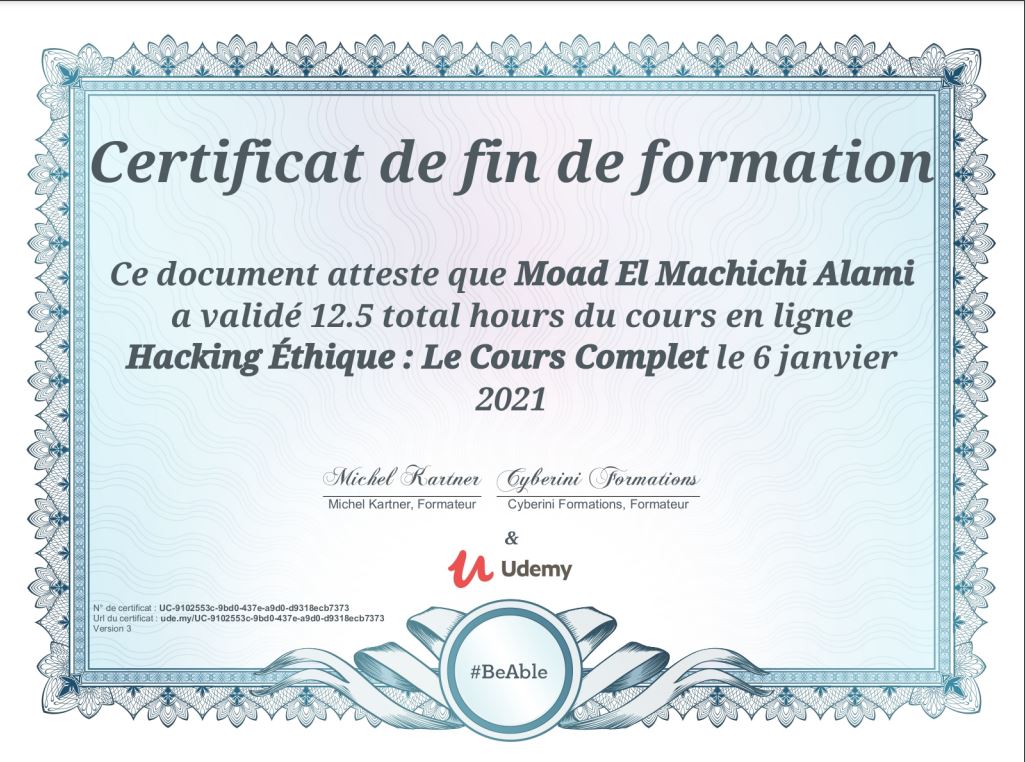 Certificat de fin de formation
Ce document atteste que Moad El Machichi Alami
a validé 12.5 total hours du cours en ligne
Hacking Éthique : Le Cours Complet le 6 janvier
2021
Michel Kartner Cyberini Formations
Michel Kartner, Formateur Cyberini Formations, Formateur
&
Udemy
N° de certificat : UC-9102553c-9bd0-437e-a9d0-d9318ecb7373
Url du certificat : ude.my/UC-9102553c-9bd0-437e-a9d0-d9318ecb7373
Version 3
#BeAble